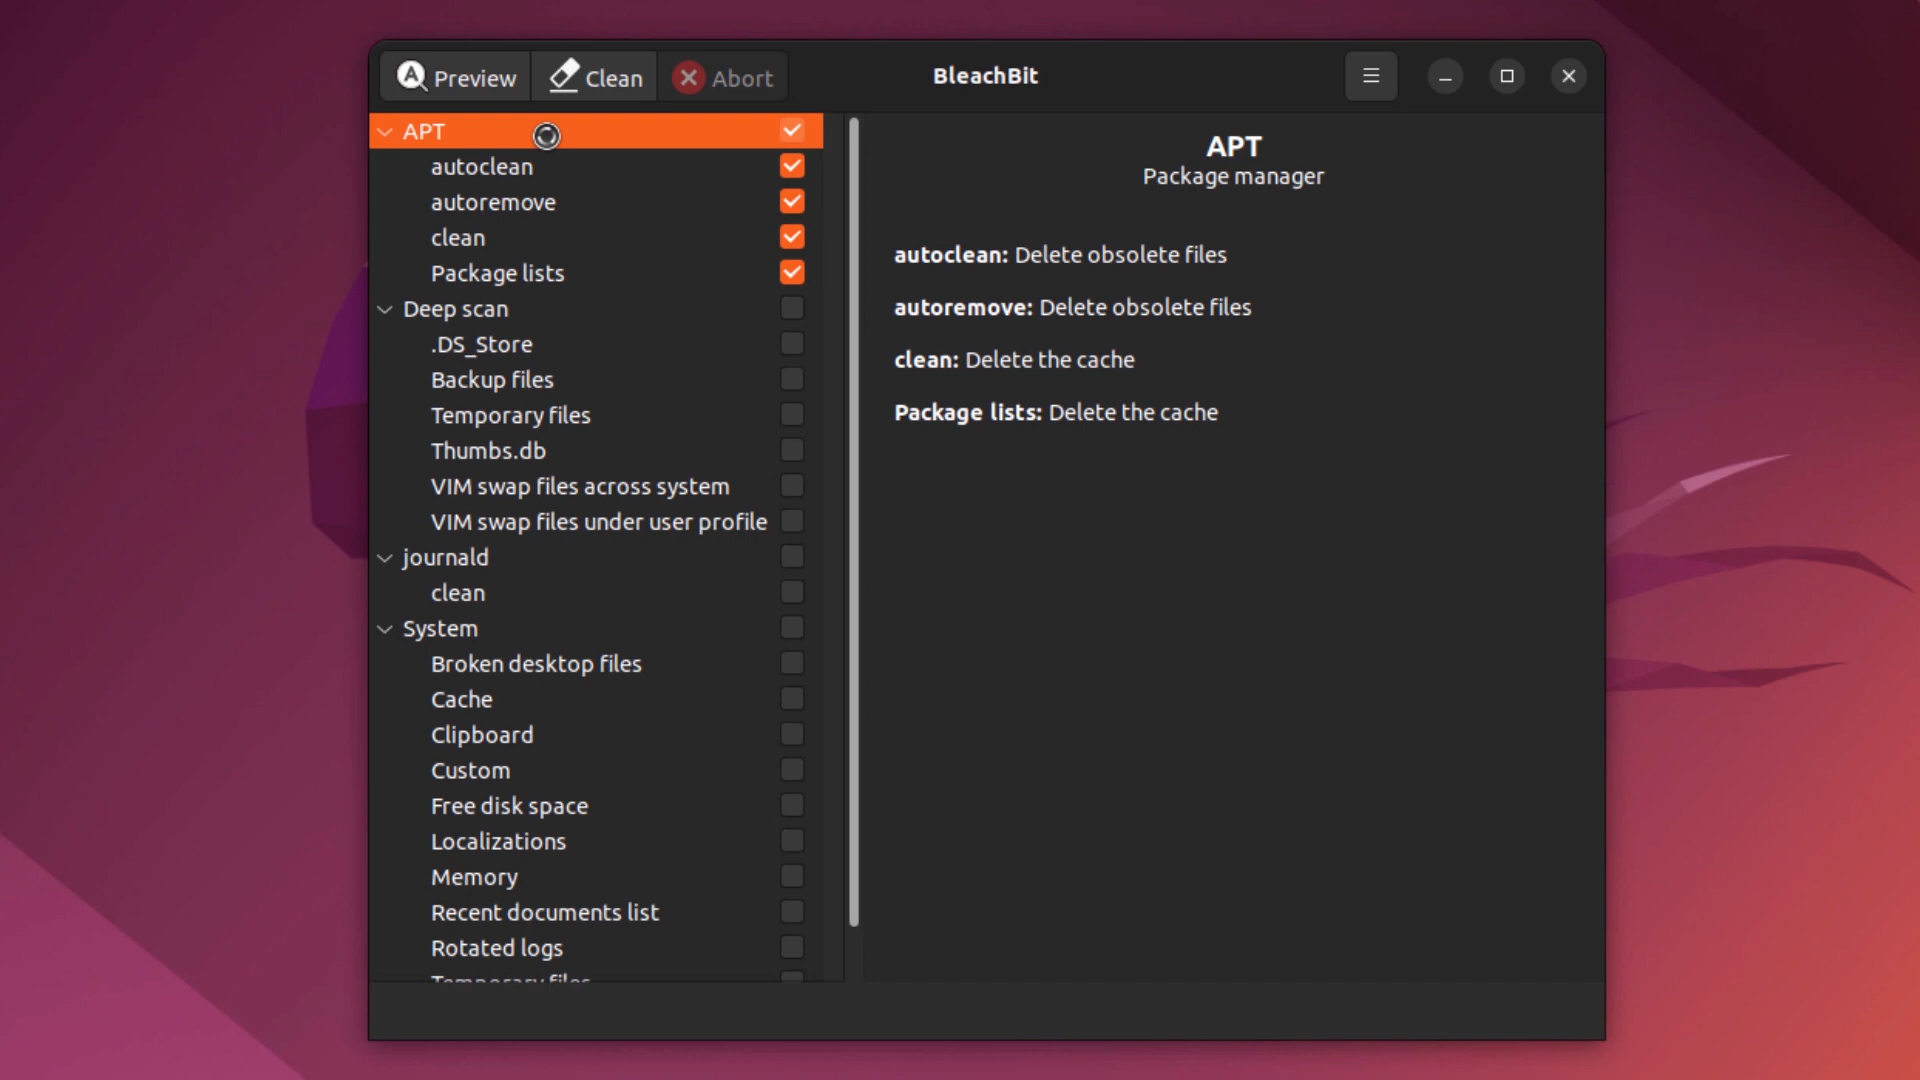 Preview Clean Abort BleachBit
APT
autoclean
autoremove
clean
Package lists
Deep scan
.DS_Store
Backup files
Temporary files
Thumbs.db
VIM swap files across system
VIM swap files under user profile
journald
clean
System
Broken desktop files
Cache
Clipboard
Custom
Free disk space
Localizations
Memory
Recent documents list
Rotated logs
Temporary files
APT
Package manager
autoclean: Delete obsolete files
autoremove: Delete obsolete files
clean: Delete the cache
Package lists: Delete the cache